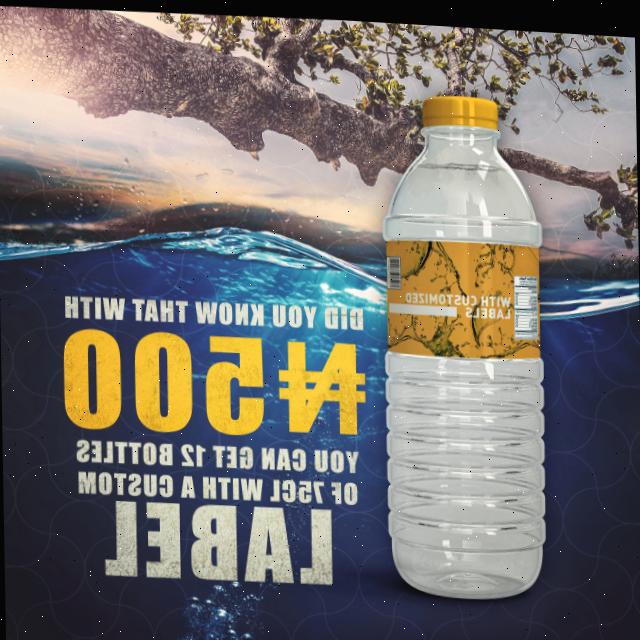 DID YOU KNOW THAT WITH
₦500
YOU CAN GET 12 BOTTLES
OF 75CL WITH A CUSTOM
LABEL
WITH CUSTOMIZED
LABELS